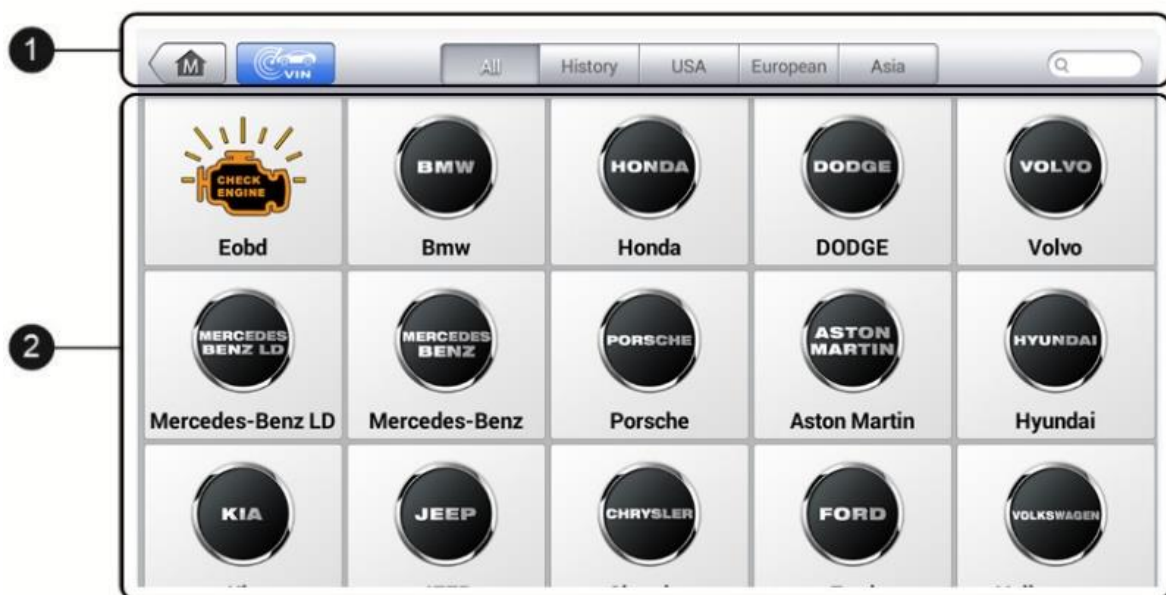 1
M
VIN
All
History
USA
European
Asia
CHECK
ENGINE
Eobd
BMW
Bmw
HONDA
Honda
DODGE
DODGE
VOLVO
Volvo
2
MERCEDES
BENZ LD
Mercedes-Benz LD
MERCEDES
BENZ
Mercedes-Benz
PORSCHE
Porsche
ASTON
MARTIN
Aston Martin
HYUNDAI
Hyundai
KIA
JEEP
CHRYSLER
FORD
VOLKSWAGEN